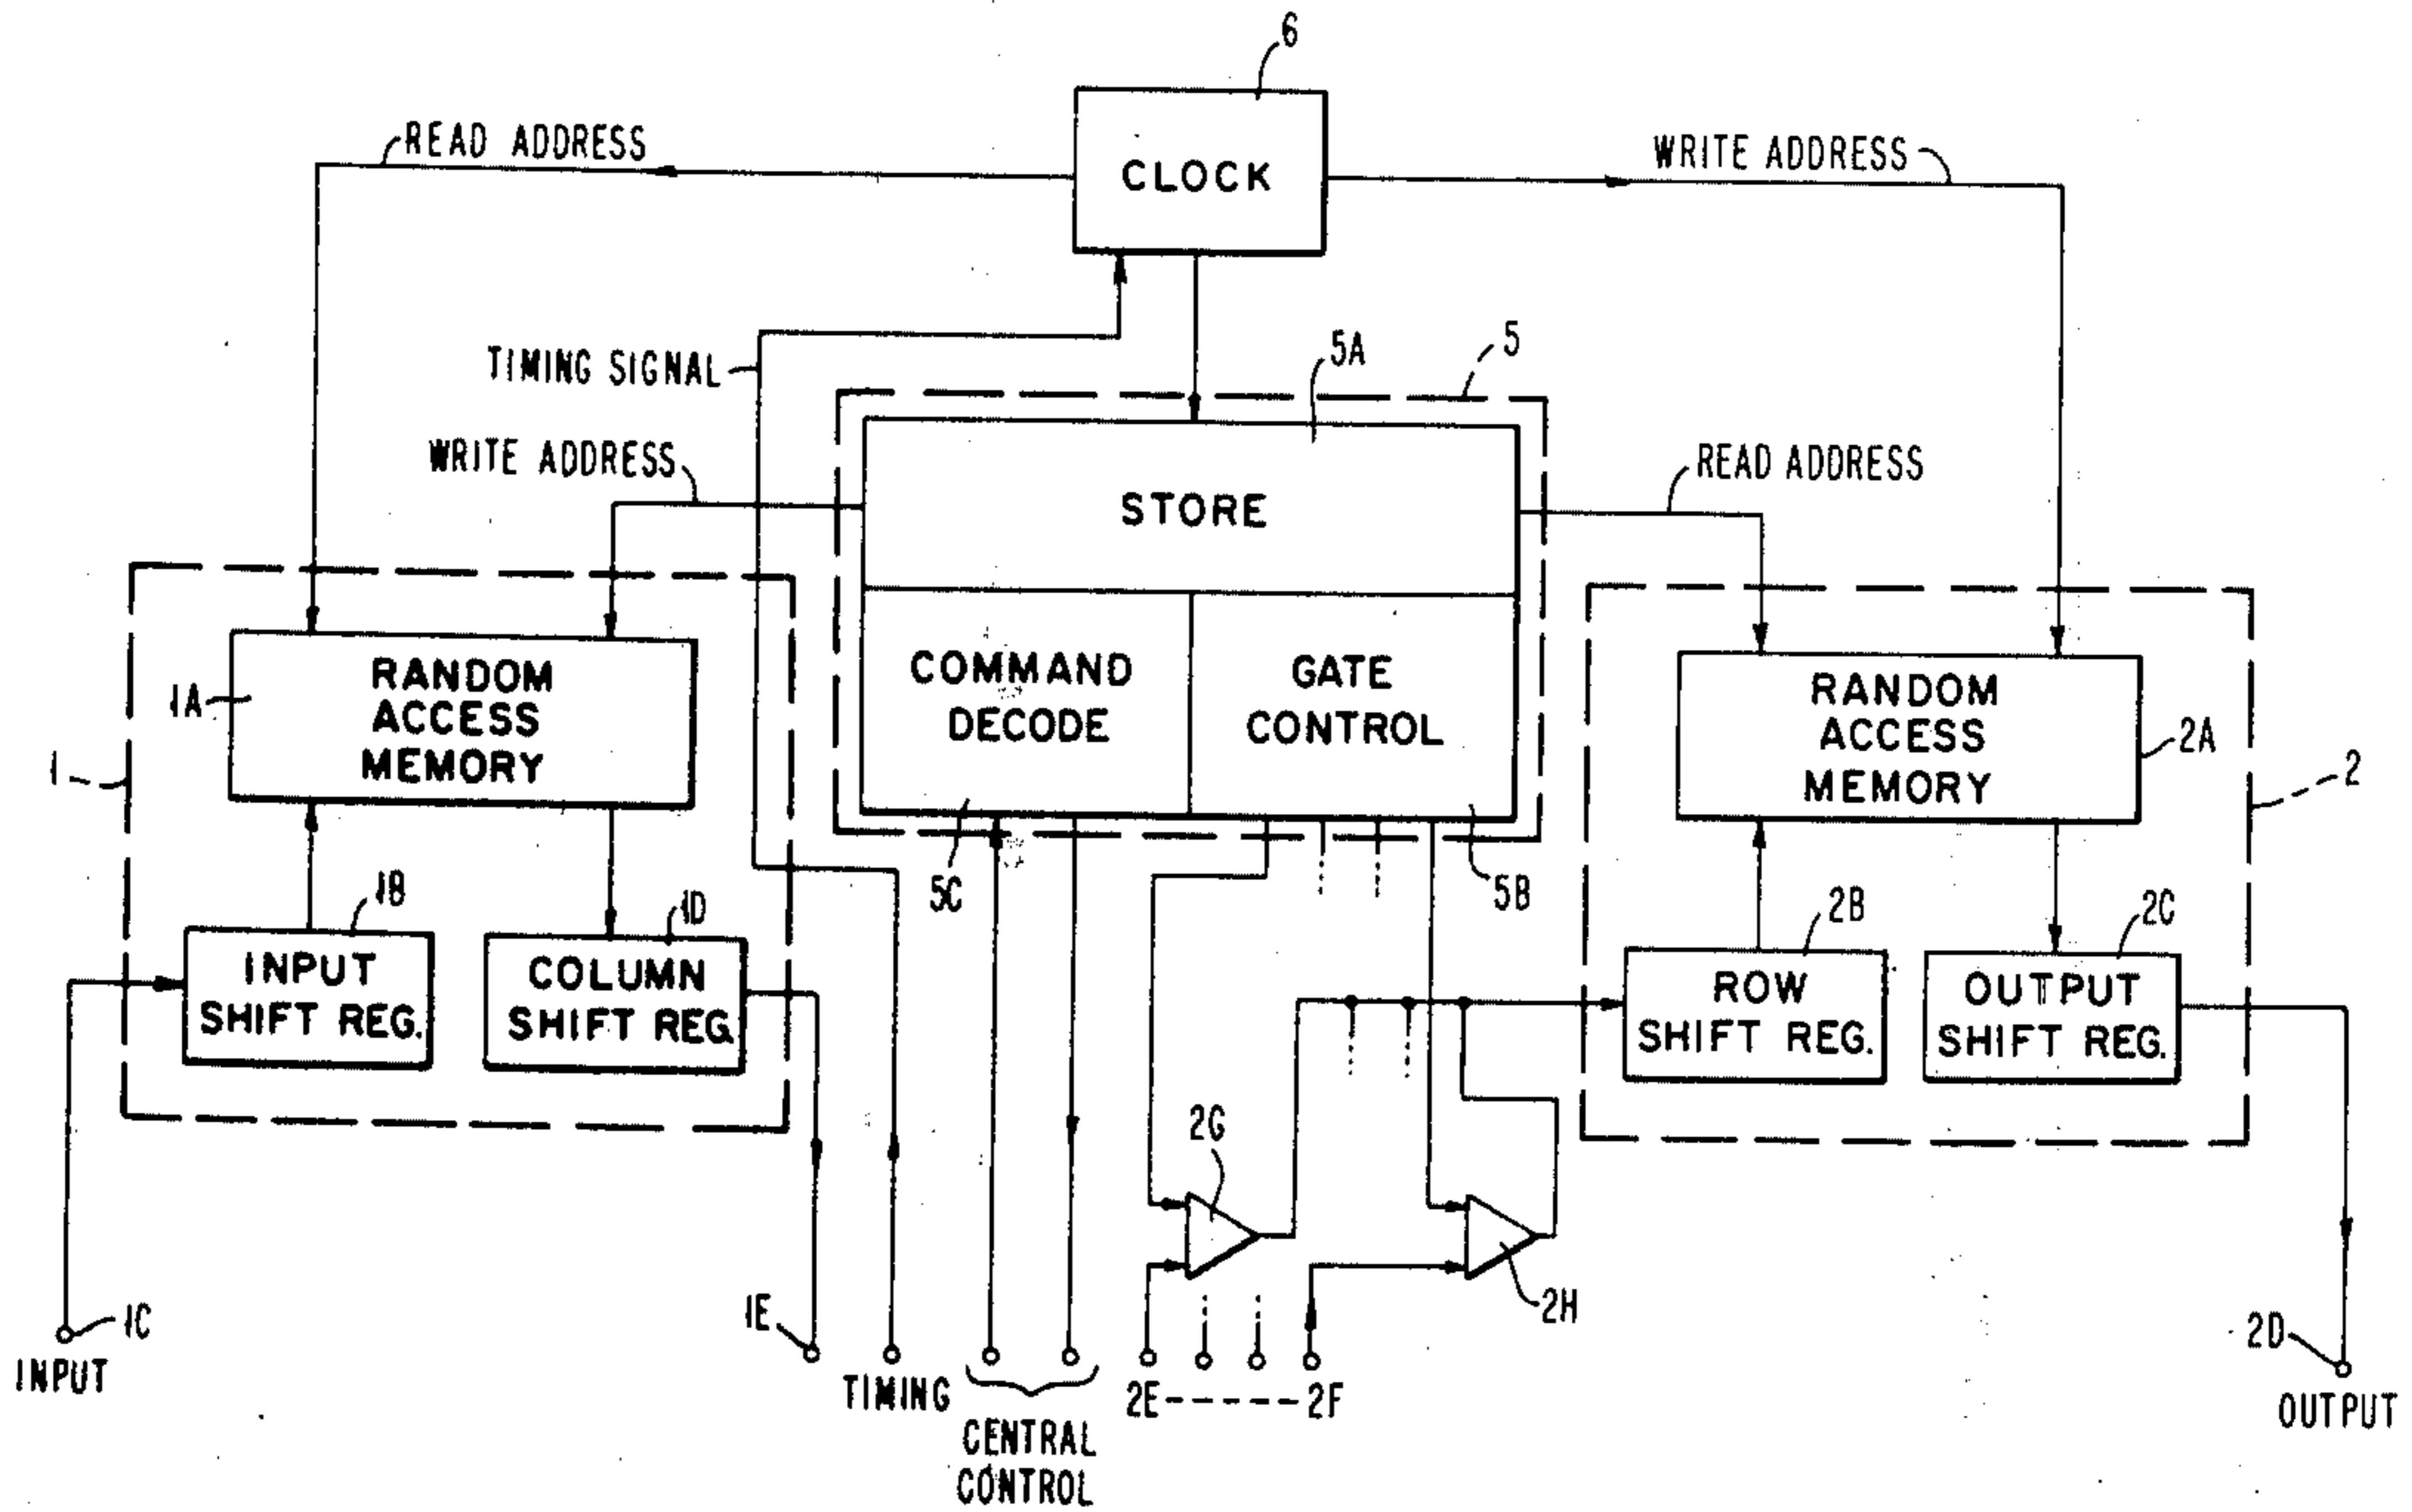 6
CLOCK
READ ADDRESS
WRITE ADDRESS
TIMING SIGNAL
5A
5
WRITE ADDRESS
STORE
READ ADDRESS
COMMAND
DECODE
GATE
CONTROL
1A
RANDOM
ACCESS
MEMORY
1
RANDOM
ACCESS
MEMORY
2A
2
5C
5B
1B
1D
2B
2C
INPUT
SHIFT REG.
COLUMN
SHIFT REG.
ROW
SHIFT REG.
OUTPUT
SHIFT REG.
2G
2H
1C
INPUT
1E
TIMING
CENTRAL
CONTROL
2E-----2F
2D
OUTPUT